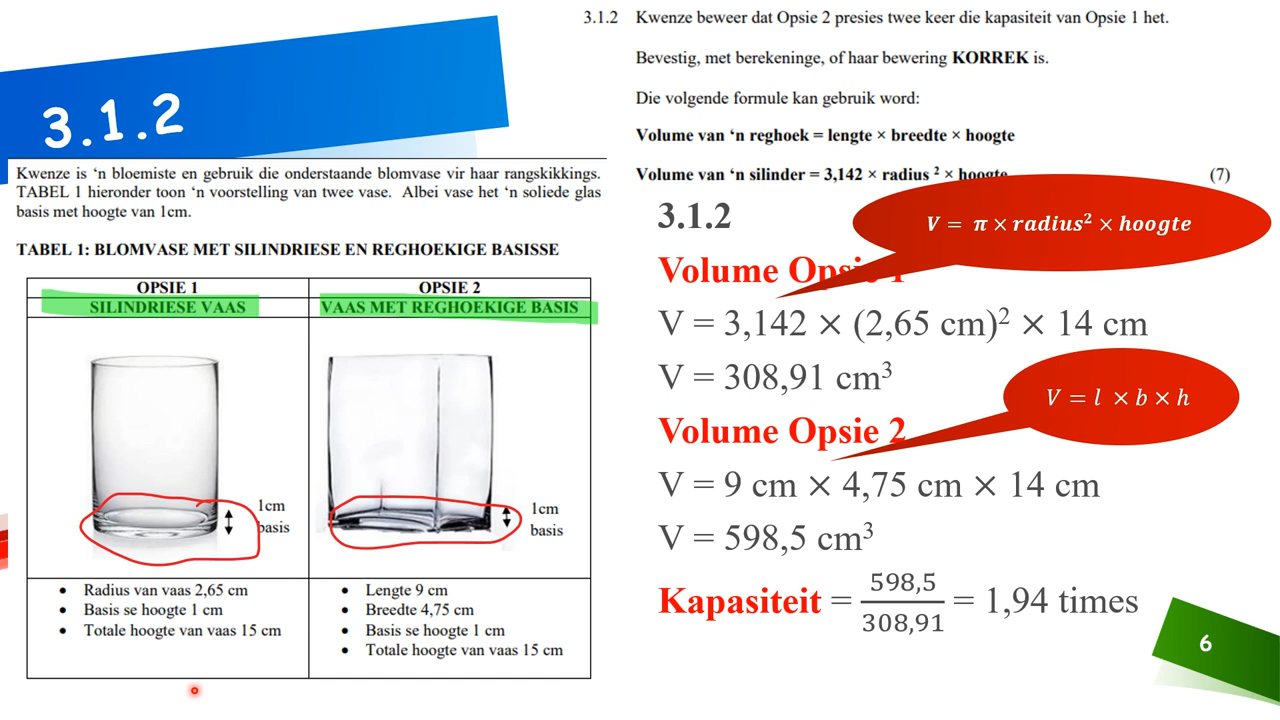 3.1.2
Kwenze is ‘n bloemiste en gebruik die onderstaande blomvase vir haar rangskikkings.
TABEL 1 hieronder toon ‘n voorstelling van twee vase. Albei vase het ‘n soliede glas
basis met hoogte van 1cm.
TABEL 1: BLOMVASE MET SILINDRIESE EN REGHOEKIGE BASISSE
OPSIE 1
SILINDRIESE VAAS
OPSIE 2
VAAS MET REGHOEKIGE BASIS
1cm
basis
1cm
basis
• Radius van vaas 2,65 cm
• Basis se hoogte 1 cm
• Totale hoogte van vaas 15 cm
• Lengte 9 cm
• Breedte 4,75 cm
• Basis se hoogte 1 cm
• Totale hoogte van vaas 15 cm
3.1.2 Kwenze beweer dat Opsie 2 presies twee keer die kapasiteit van Opsie 1 het.
Bevestig, met berekeninge, of haar bewering KORREK is.
Die volgende formule kan gebruik word:
Volume van ‘n reghoek = lengte × breedte × hoogte
Volume van ‘n silinder = 3,142 × radius ² × hoogte (7)
3.1.2
V = π × radius² × hoogte
Volume Opsie 1
V = 3,142 × (2,65 cm)² × 14 cm
V = 308,91 cm³
V = l × b × h
Volume Opsie 2
V = 9 cm × 4,75 cm × 14 cm
V = 598,5 cm³
Kapasiteit = 598,5/308,91 = 1,94 times
6